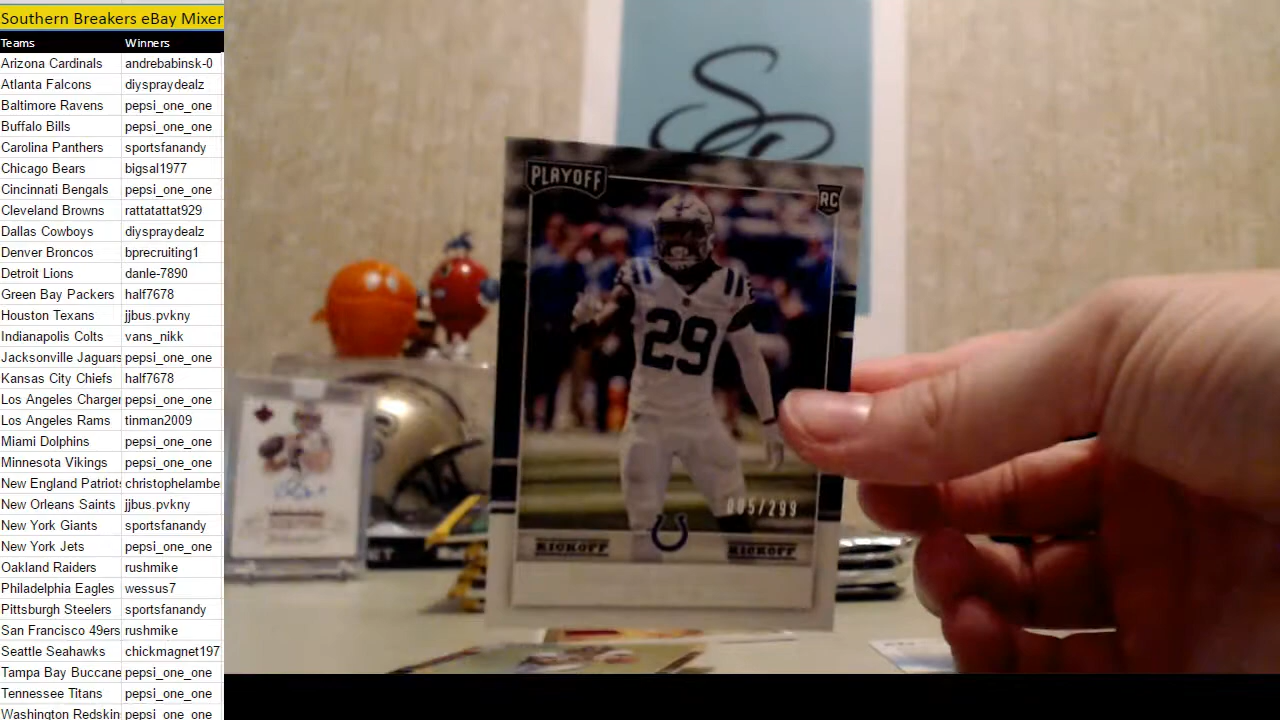 Southern Breakers eBay Mixer
Teams Winners
Arizona Cardinals andrebabinsk-0
Atlanta Falcons diyspraydealz
Baltimore Ravens pepsi_one_one
Buffalo Bills pepsi_one_one
Carolina Panthers sportsfanandy
Chicago Bears bigsal1977
Cincinnati Bengals pepsi_one_one
Cleveland Browns rattatattat929
Dallas Cowboys diyspraydealz
Denver Broncos bprecruiting1
Detroit Lions danle-7890
Green Bay Packers half7678
Houston Texans jjbus.pvkny
Indianapolis Colts vans_nikk
Jacksonville Jaguars pepsi_one_one
Kansas City Chiefs half7678
Los Angeles Charger pepsi_one_one
Los Angeles Rams tinman2009
Miami Dolphins pepsi_one_one
Minnesota Vikings pepsi_one_one
New England Patriots christophelambe
New Orleans Saints jjbus.pvkny
New York Giants sportsfanandy
New York Jets pepsi_one_one
Oakland Raiders rushmike
Philadelphia Eagles wessus7
Pittsburgh Steelers sportsfanandy
San Francisco 49ers rushmike
Seattle Seahawks chickmagnet197
Tampa Bay Buccane pepsi_one_one
Tennessee Titans pepsi_one_one
Washington Redskin pepsi_one_one
PLAYOFF
RC
29
005/299
KICKOFF KICKOFF